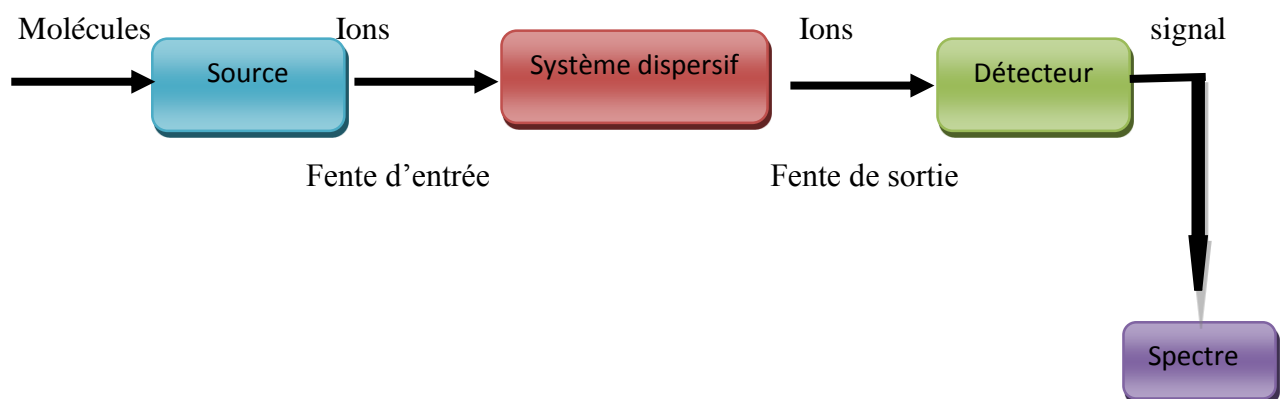 Molécules
Ions
Ions
signal
Source
Système dispersif
Détecteur
Fente d’entrée
Fente de sortie
Spectre